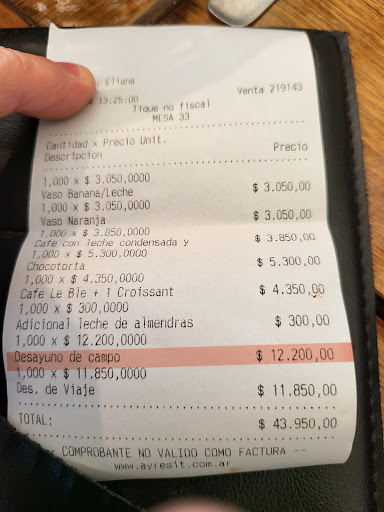 : Eliana
Venta 219143
13:25:00
Tique no fiscal
MESA 33
Cantidad x Precio Unit.
Descripcion Precio
1,000 x $ 3.050,0000
Vaso Banana/Leche $ 3.050,00
1,000 x $ 3.050,0000
Vaso Naranja $ 3.050,00
1,000 x $ 3.850,0000
Cafe con leche condensada y $ 3.850,00
1,000 x $ 5.300,0000
Chocotorta $ 5.300,00
1,000 x $ 4.350,0000
Cafe Le Ble + 1 Croissant $ 4.350,00
1,000 x $ 300,0000
Adicional leche de almendras $ 300,00
1,000 x $ 12.200,0000
Desayuno de campo $ 12.200,00
1,000 x $ 11.850,0000
Des. de Viaje $ 11.850,00
TOTAL: $ 43.950,00
COMPROBANTE NO VALIDO COMO FACTURA --
www.ayresit.com.ar